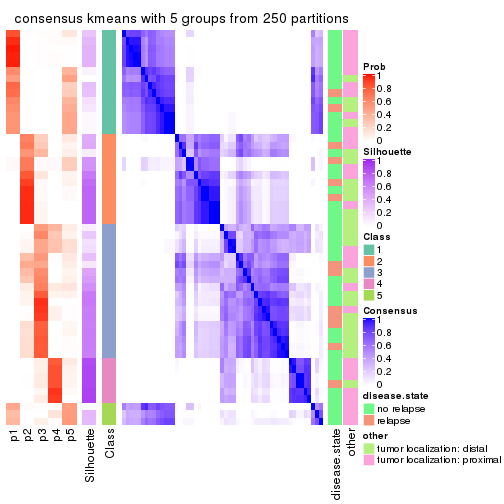 consensus kmeans with 5 groups from 250 partitions
p1
p2
p3
p4
p5
Silhouette
Class
disease.state
other
Prob
1
0.8
0.6
0.4
0.2
0
Silhouette
1
0.8
0.6
0.4
0.2
0
Class
1
2
3
4
5
Consensus
1
0.8
0.6
0.4
0.2
0
disease.state
no relapse
relapse
other
tumor localization: distal
tumor localization: proximal